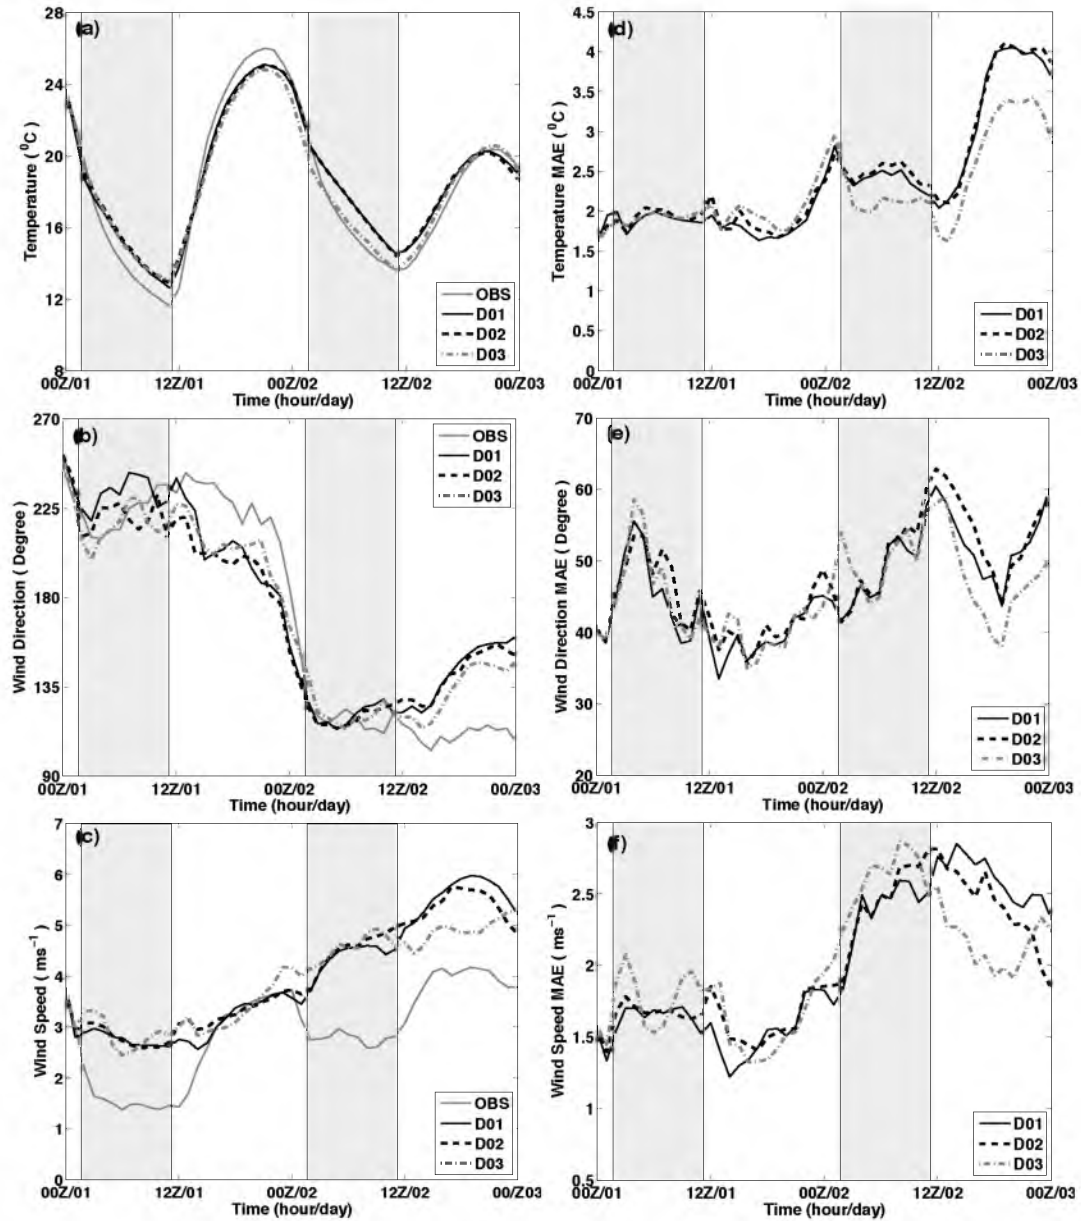 (a)
Temperature ( ⁰C )
28
24
20
16
12
8
OBS
D01
D02
D03
00Z/01 12Z/01 00Z/02 12Z/02 00Z/03
Time (hour/day)
(d)
Temperature MAE ( ⁰C )
4.5
4
3.5
3
2.5
2
1.5
1
0.5
0
D01
D02
D03
00Z/01 12Z/01 00Z/02 12Z/02 00Z/03
Time (hour/day)
(b)
Wind Direction ( Degree )
270
225
180
135
90
OBS
D01
D02
D03
00Z/01 12Z/01 00Z/02 12Z/02 00Z/03
Time (hour/day)
(e)
Wind Direction MAE ( Degree )
70
60
50
40
30
20
D01
D02
D03
00Z/01 12Z/01 00Z/02 12Z/02 00Z/03
Time (hour/day)
(c)
Wind Speed ( ms⁻¹ )
7
6
5
4
3
2
1
0
OBS
D01
D02
D03
00Z/01 12Z/01 00Z/02 12Z/02 00Z/03
Time (hour/day)
(f)
Wind Speed MAE ( ms⁻¹ )
3
2.5
2
1.5
1
0.5
D01
D02
D03
00Z/01 12Z/01 00Z/02 12Z/02 00Z/03
Time (hour/day)